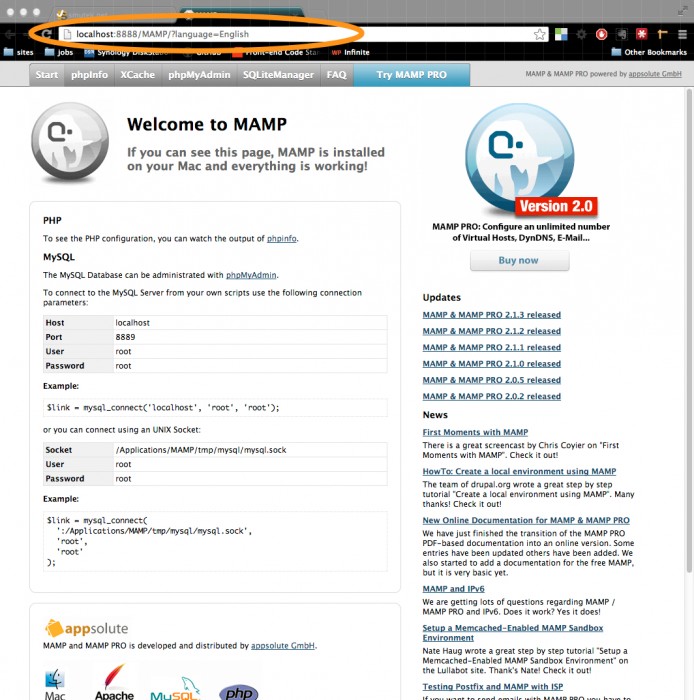 localhost:8888/MAMP/?language=English
sites
jobs
Synology DiskSta
GitHub
Front-end Code Sta
WP Infinite
Other Bookmarks
Start phpInfo XCache phpMyAdmin SQLiteManager FAQ Try MAMP PRO
MAMP & MAMP PRO powered by appsolute GmbH.
Welcome to MAMP
If you can see this page, MAMP is installed
on your Mac and everything is working!
PHP
To see the PHP configuration, you can watch the output of phpinfo.
MySQL
The MySQL Database can be administrated with phpMyAdmin.
To connect to the MySQL Server from your own scripts use the following connection
parameters:
Host localhost
Port 8889
User root
Password root
Example:
$link = mysql_connect('localhost', 'root', 'root');
or you can connect using an UNIX Socket:
Socket /Applications/MAMP/tmp/mysql/mysql.sock
User root
Password root
Example:
$link = mysql_connect(
':/Applications/MAMP/tmp/mysql/mysql.sock',
'root',
'root'
);
appsolute
MAMP and MAMP PRO is developed and distributed by appsolute GmbH.
Mac
Apache
MySQL
php
Version 2.0
MAMP PRO: Configure an unlimited number
of Virtual Hosts, DynDNS, E-Mail...
Buy now
Updates
MAMP & MAMP PRO 2.1.3 released
MAMP & MAMP PRO 2.1.2 released
MAMP & MAMP PRO 2.1.1 released
MAMP & MAMP PRO 2.1.0 released
MAMP & MAMP PRO 2.0.5 released
MAMP & MAMP PRO 2.0.2 released
News
First Moments with MAMP
There is a great screencast by Chris Coyier on "First
Moments with MAMP". Check it out!
HowTo: Create a local environment using MAMP
The team of drupal.org wrote a great step by step
tutorial "Create a local environment using MAMP". Many
thanks! Check it out!
New Online Documentation for MAMP & MAMP PRO
We have just finished the transition of the MAMP PRO
PDF-based documentation into an online version. Some
entries have been updated others have been added. We
also started to add a documentation for the free MAMP,
but it is very basic yet.
MAMP and IPv6
We are getting lots of questions regarding MAMP /
MAMP PRO and IPv6. Does it work? Yes it does!
Setup a Memcached-Enabled MAMP Sandbox
Environment
Nate Haug wrote a great step by step tutorial "Setup a
Memcached-Enabled MAMP Sandbox Environment" on
the Lullabot site. Thank's Nate! Check it out!
Testing Postfix and MAMP with ISP
If you want to send emails with MAMP PRO you have to